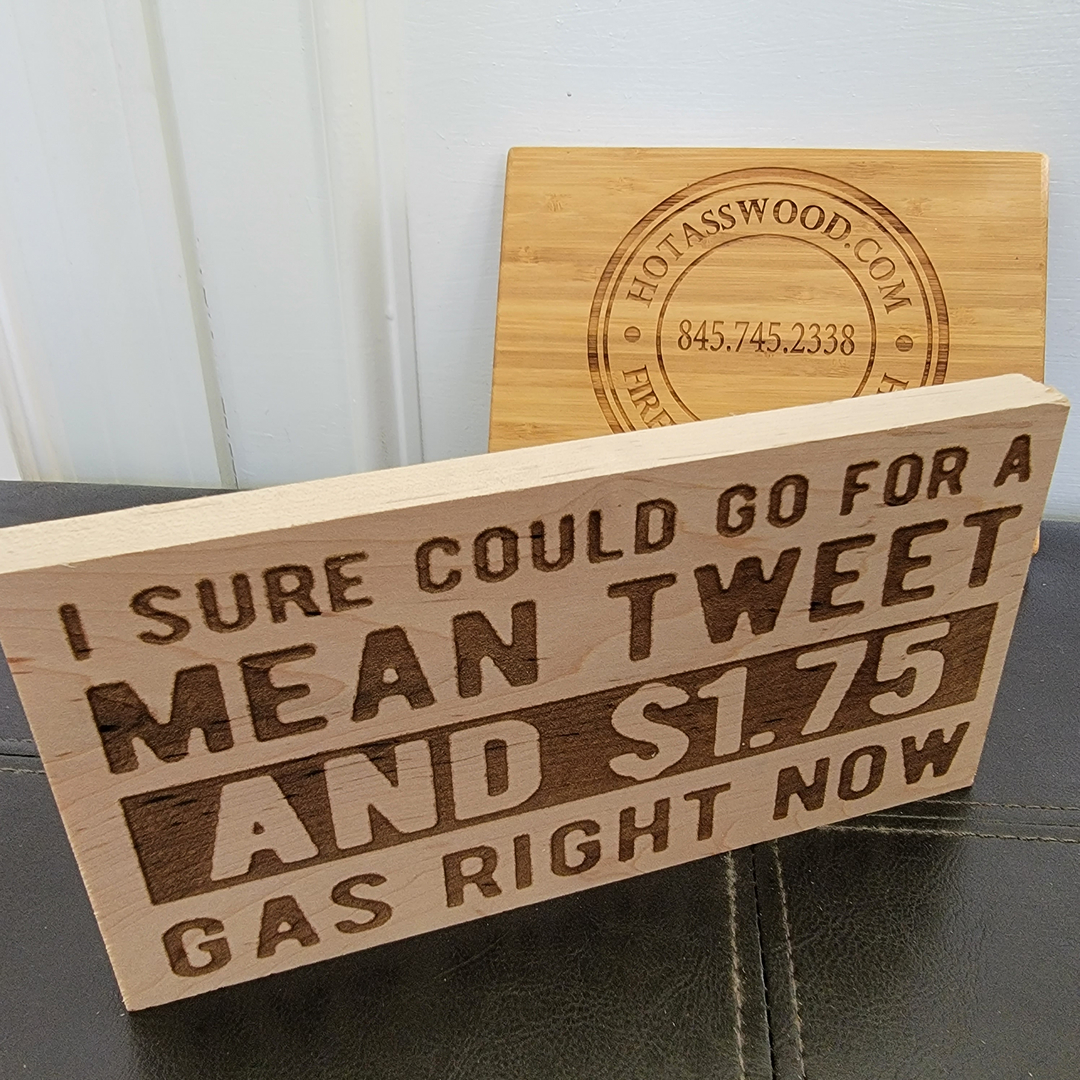 HOTASSWOOD.COM
845.745.2338
I SURE COULD GO FOR A
MEAN TWEET
AND $1.75
GAS RIGHT NOW